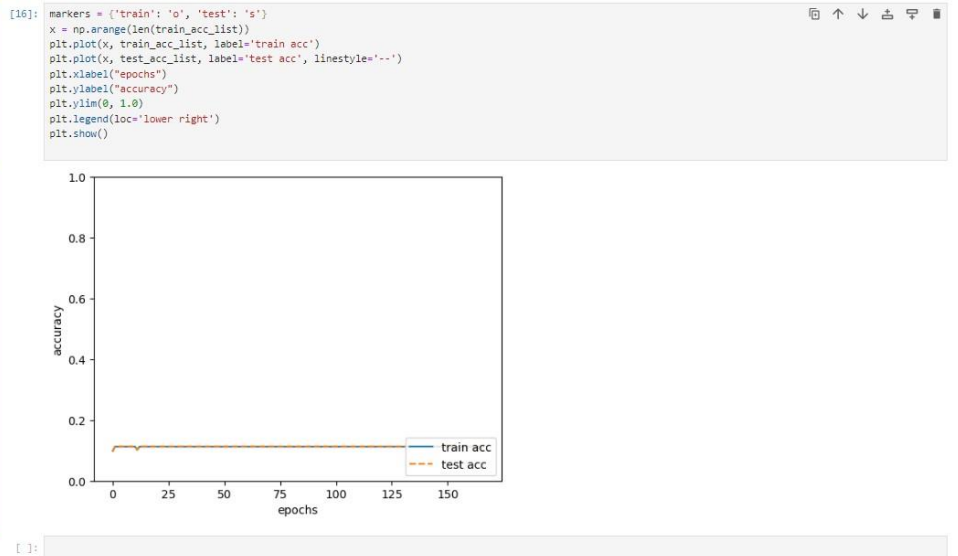 [16]: markers = {'train': 'o', 'test': 's'}
x = np.arange(len(train_acc_list))
plt.plot(x, train_acc_list, label='train acc')
plt.plot(x, test_acc_list, label='test acc', linestyle='--')
plt.xlabel("epochs")
plt.ylabel("accuracy")
plt.ylim(0, 1.0)
plt.legend(loc='lower right')
plt.show()
1.0
0.8
0.6
0.4
0.2
0.0
accuracy
train acc
test acc
0 25 50 75 100 125 150
epochs
[ ]: